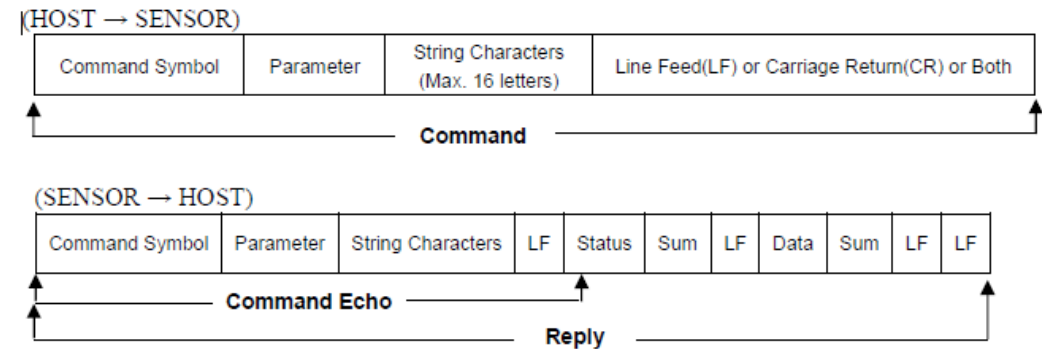 (HOST → SENSOR)
Command Symbol Parameter String Characters (Max. 16 letters) Line Feed(LF) or Carriage Return(CR) or Both
Command
(SENSOR → HOST)
Command Symbol Parameter String Characters LF Status Sum LF Data Sum LF LF
Command Echo
Reply